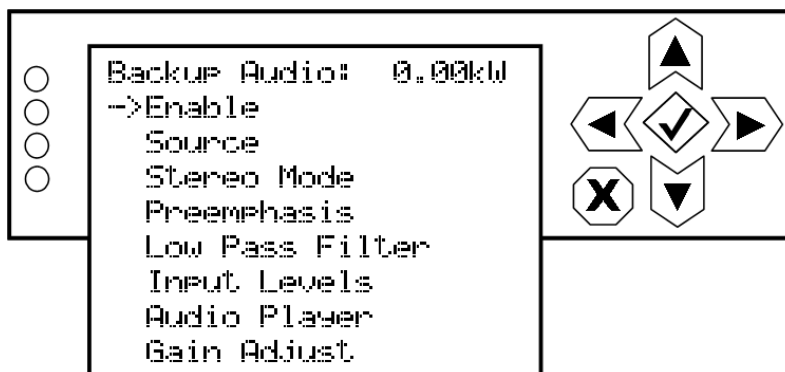 Backup Audio: 0.00kW
->Enable
Source
Stereo Mode
Preemphasis
Low Pass Filter
Input Levels
Audio Player
Gain Adjust
X